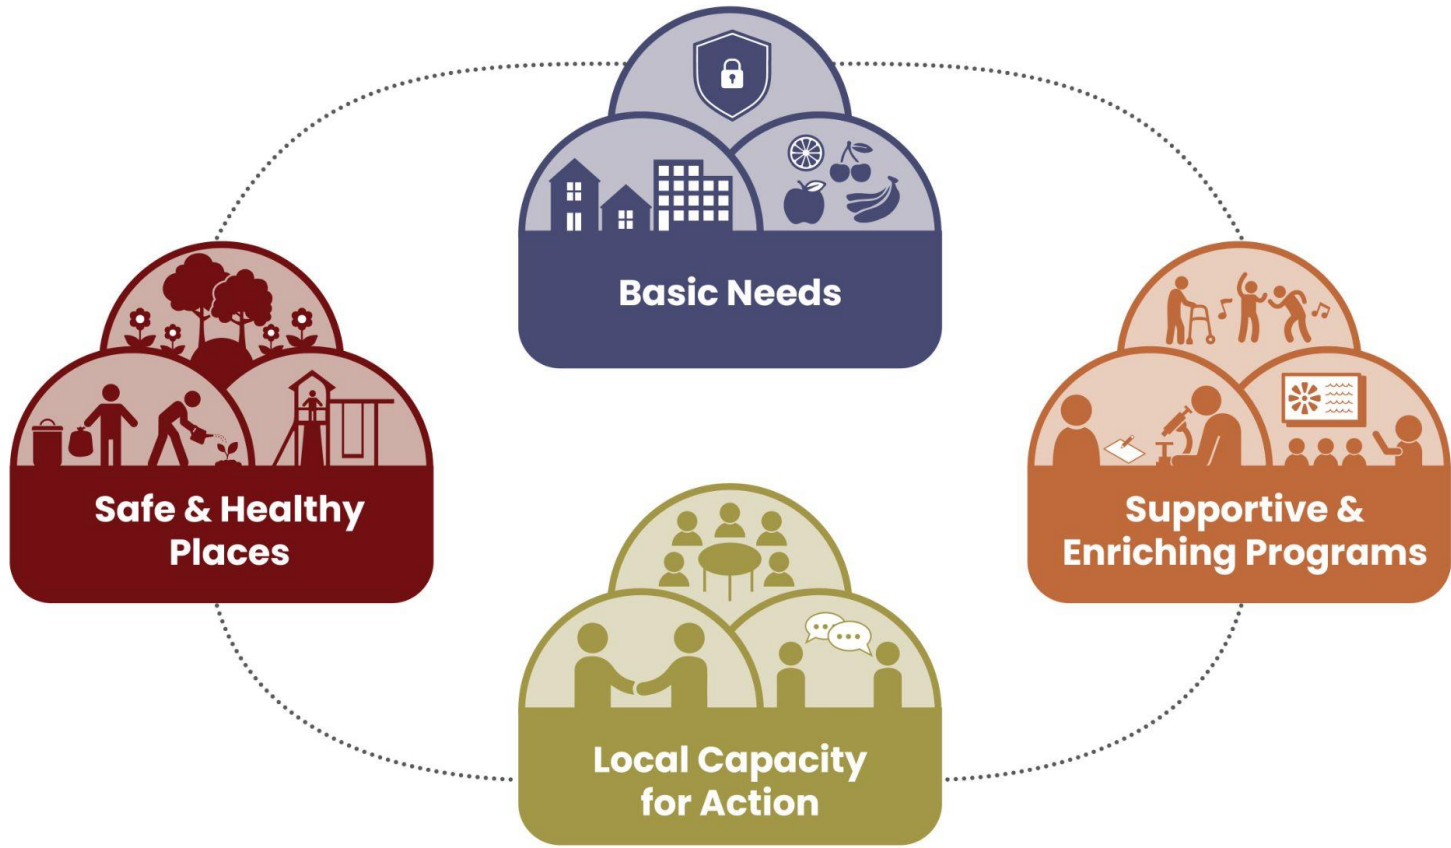 Basic Needs
Safe & Healthy
Places
Supportive &
Enriching Programs
Local Capacity
for Action